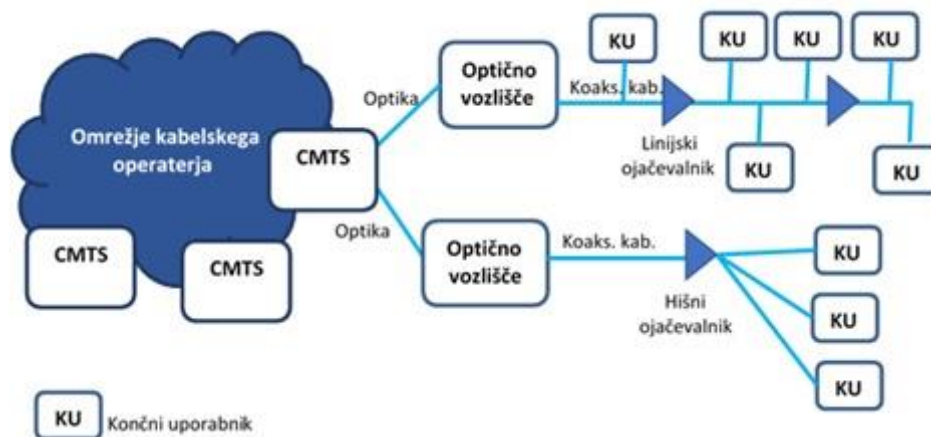 Omrežje kabelskega
operaterja
CMTS
CMTS
CMTS
Optika
Optika
Optično
vozlišče
KU
Koaks. kab.
KU
KU
KU
Linijski
ojačevalnik
KU
KU
Optično
vozlišče
Koaks. kab.
Hišni
ojačevalnik
KU
KU
KU
KU
Končni uporabnik